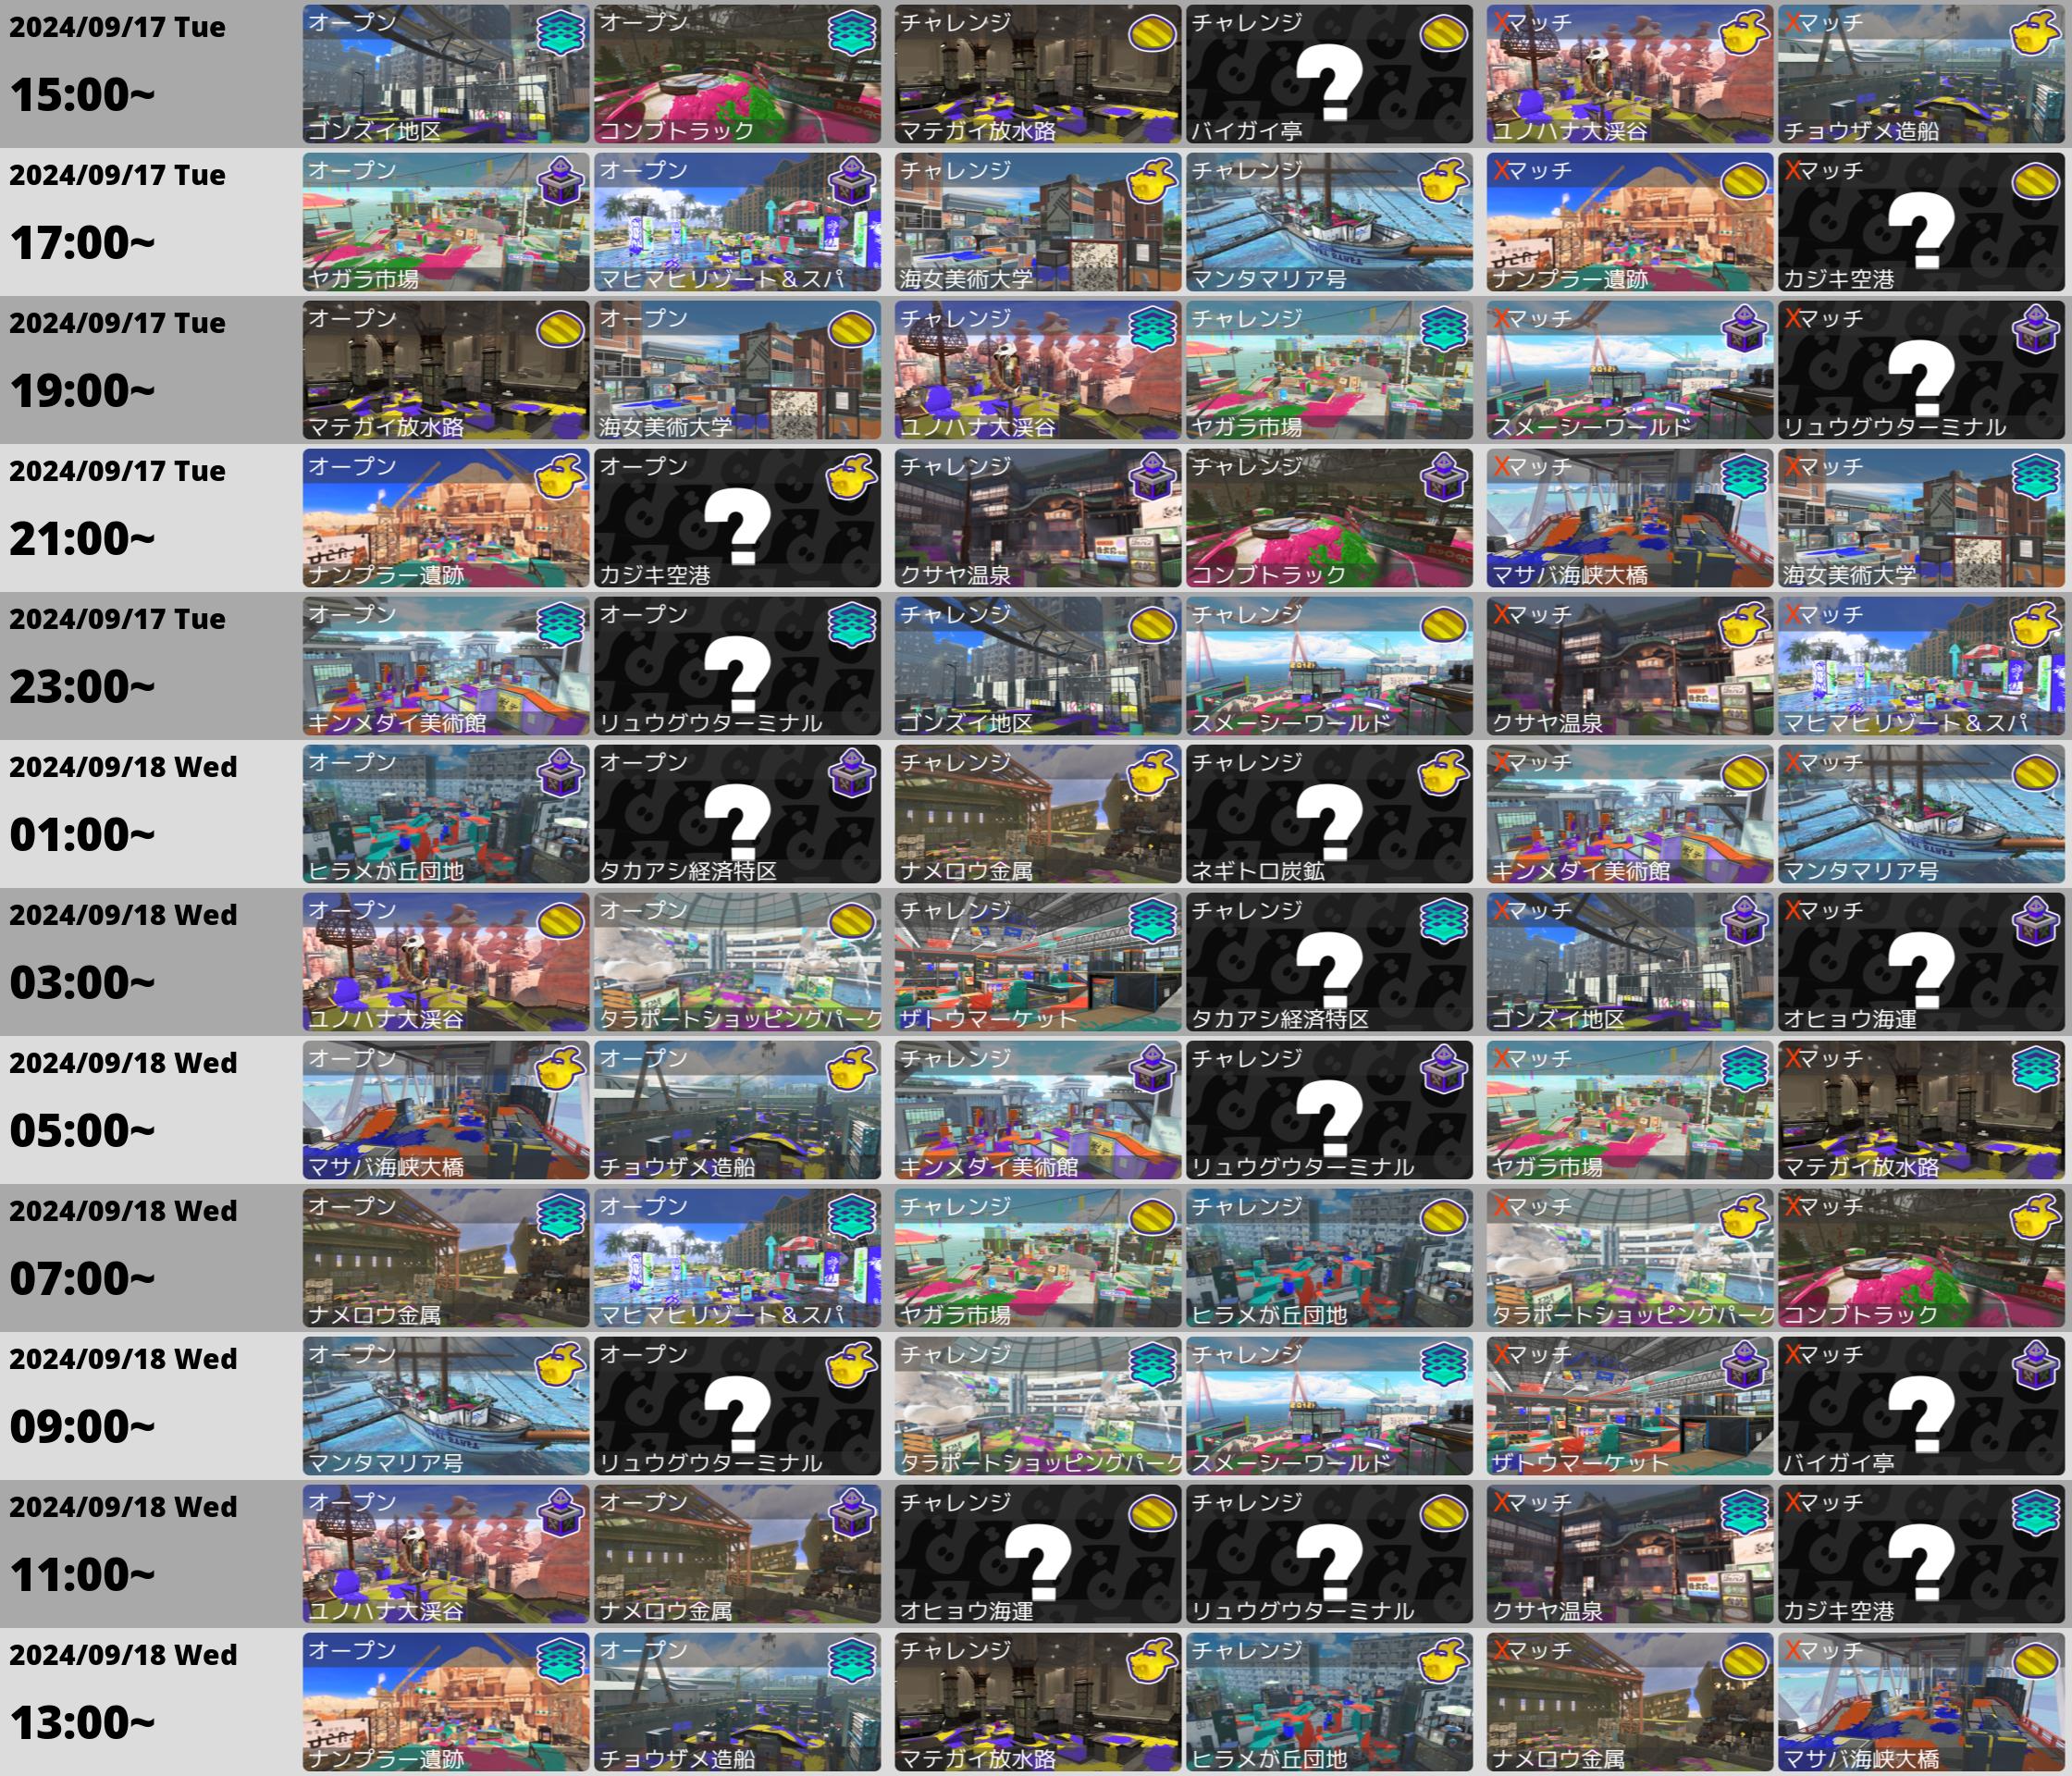 2024/09/17 Tue
15:00~
オープン
ゴンズイ地区
オープン
コンブトラック
チャレンジ
マテガイ放水路
チャレンジ
バイガイ亭
Xマッチ
ユノハナ大渓谷
Xマッチ
チョウザメ造船
2024/09/17 Tue
17:00~
オープン
ヤガラ市場
オープン
マヒマヒリゾート&スパ
チャレンジ
海女美術大学
チャレンジ
マンタマリア号
Xマッチ
ナンプラー遺跡
Xマッチ
カジキ空港
2024/09/17 Tue
19:00~
オープン
マテガイ放水路
オープン
海女美術大学
チャレンジ
ユノハナ大渓谷
チャレンジ
ヤガラ市場
Xマッチ
スメーシーワールド
Xマッチ
リュウグウターミナル
2024/09/17 Tue
21:00~
オープン
ナンプラー遺跡
オープン
カジキ空港
チャレンジ
クサヤ温泉
チャレンジ
コンブトラック
Xマッチ
マサバ海峡大橋
Xマッチ
海女美術大学
2024/09/17 Tue
23:00~
オープン
キンメダイ美術館
オープン
リュウグウターミナル
チャレンジ
ゴンズイ地区
チャレンジ
スメーシーワールド
Xマッチ
クサヤ温泉
Xマッチ
マヒマヒリゾート&スパ
2024/09/18 Wed
01:00~
オープン
ヒラメが丘団地
オープン
タカアシ経済特区
チャレンジ
ナメロウ金属
チャレンジ
ネギトロ炭鉱
Xマッチ
キンメダイ美術館
Xマッチ
マンタマリア号
2024/09/18 Wed
03:00~
オープン
ユノハナ大渓谷
オープン
タラポートショッピングパーク
チャレンジ
ザトウマーケット
チャレンジ
タカアシ経済特区
Xマッチ
ゴンズイ地区
Xマッチ
オヒョウ海運
2024/09/18 Wed
05:00~
オープン
マサバ海峡大橋
オープン
チョウザメ造船
チャレンジ
キンメダイ美術館
チャレンジ
リュウグウターミナル
Xマッチ
ヤガラ市場
Xマッチ
マテガイ放水路
2024/09/18 Wed
07:00~
オープン
ナメロウ金属
オープン
マヒマヒリゾート&スパ
チャレンジ
ヤガラ市場
チャレンジ
ヒラメが丘団地
Xマッチ
タラポートショッピングパーク
Xマッチ
コンブトラック
2024/09/18 Wed
09:00~
オープン
マンタマリア号
オープン
リュウグウターミナル
チャレンジ
タラポートショッピングパーク
チャレンジ
スメーシーワールド
Xマッチ
ザトウマーケット
Xマッチ
バイガイ亭
2024/09/18 Wed
11:00~
オープン
ユノハナ大渓谷
オープン
ナメロウ金属
チャレンジ
オヒョウ海運
チャレンジ
リュウグウターミナル
Xマッチ
クサヤ温泉
Xマッチ
カジキ空港
2024/09/18 Wed
13:00~
オープン
ナンプラー遺跡
オープン
チョウザメ造船
チャレンジ
マテガイ放水路
チャレンジ
ヒラメが丘団地
Xマッチ
ナメロウ金属
Xマッチ
マサバ海峡大橋